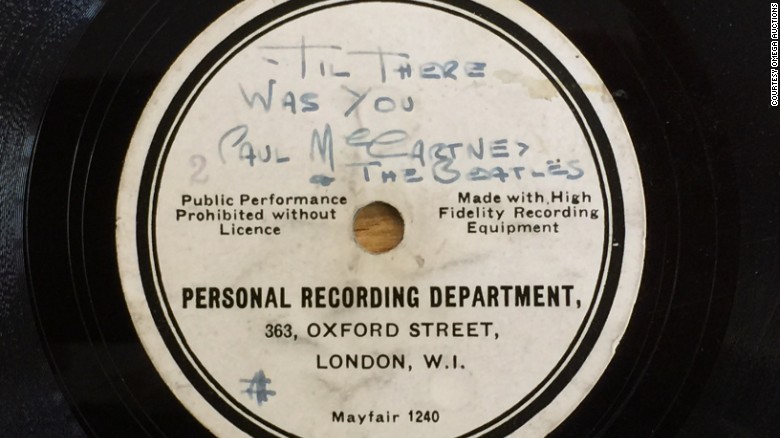 'TIL THERE
WAS YOU
PAUL McCARTNEY
& THE BEATLES
2
Public Performance
Prohibited without
Licence
Made with High
Fidelity Recording
Equipment
PERSONAL RECORDING DEPARTMENT,
363, OXFORD STREET,
LONDON, W.I.
Mayfair 1240
COURTESY OMEGA AUCTIONS